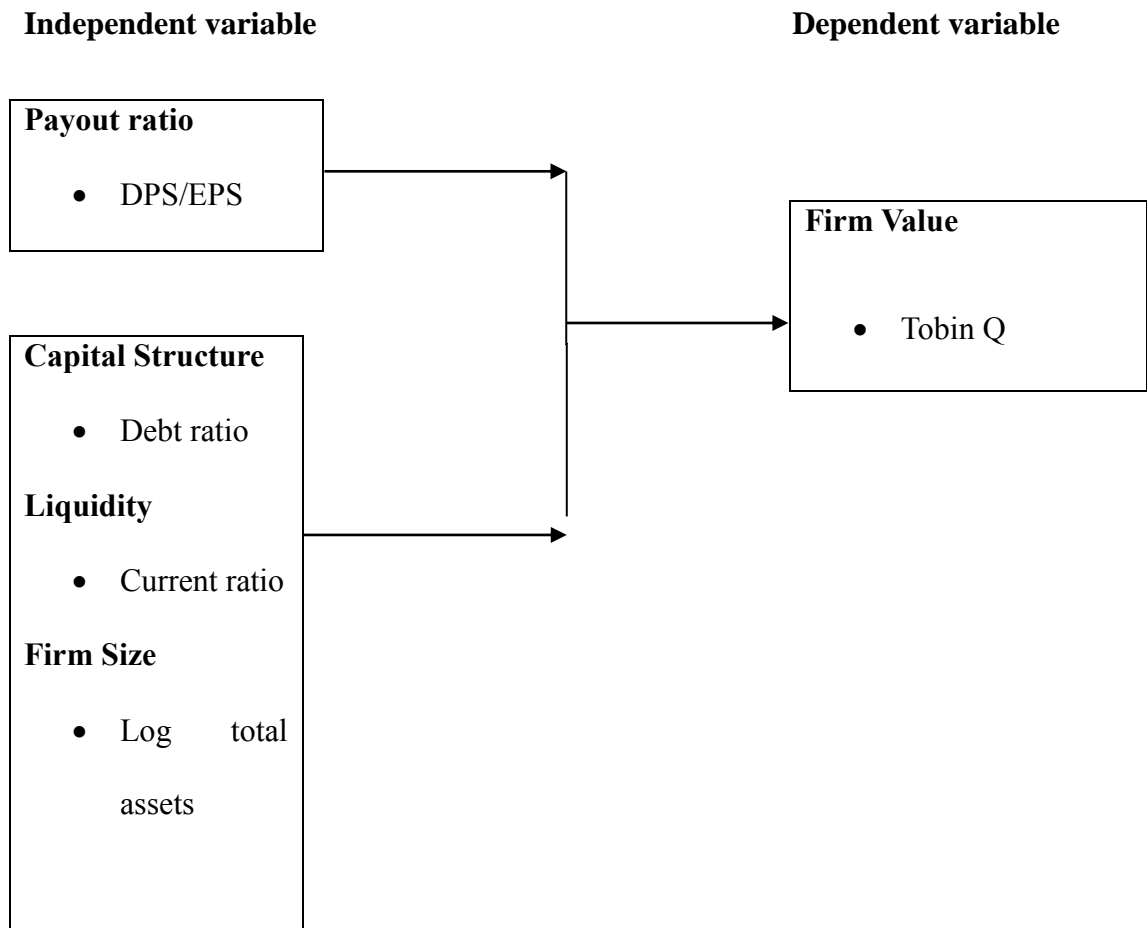 Independent variable
Dependent variable
Payout ratio
• DPS/EPS
Firm Value
• Tobin Q
Capital Structure
• Debt ratio
Liquidity
• Current ratio
Firm Size
• Log total
assets